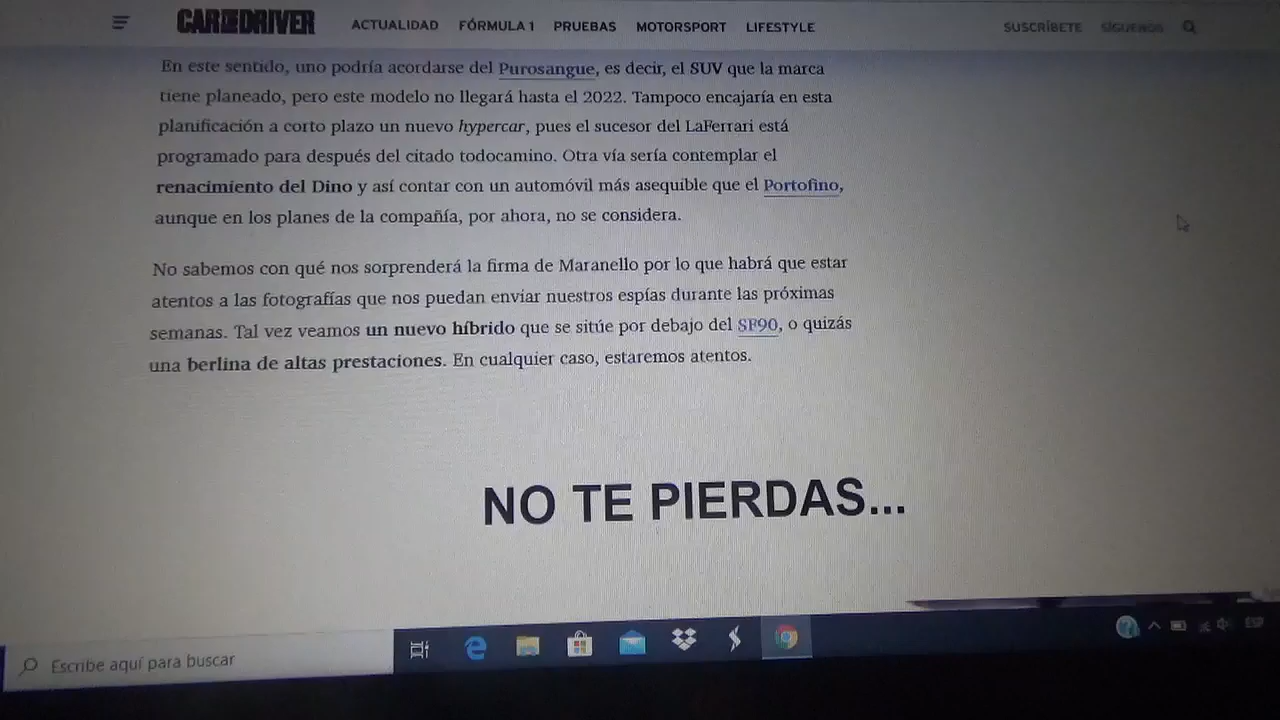 CAR AND DRIVER ACTUALIDAD FÓRMULA 1 PRUEBAS MOTORSPORT LIFESTYLE SUSCRÍBETE SÍGUENOS
En este sentido, uno podría acordarse del Purosangue, es decir, el SUV que la marca
tiene planeado, pero este modelo no llegará hasta el 2022. Tampoco encajaría en esta
planificación a corto plazo un nuevo hypercar, pues el sucesor del LaFerrari está
programado para después del citado todocamino. Otra vía sería contemplar el
renacimiento del Dino y así contar con un automóvil más asequible que el Portofino,
aunque en los planes de la compañía, por ahora, no se considera.
No sabemos con qué nos sorprenderá la firma de Maranello por lo que habrá que estar
atentos a las fotografías que nos puedan enviar nuestros espías durante las próximas
semanas. Tal vez veamos un nuevo híbrido que se sitúe por debajo del SF90, o quizás
una berlina de altas prestaciones. En cualquier caso, estaremos atentos.
NO TE PIERDAS...
Escribe aquí para buscar
ESP